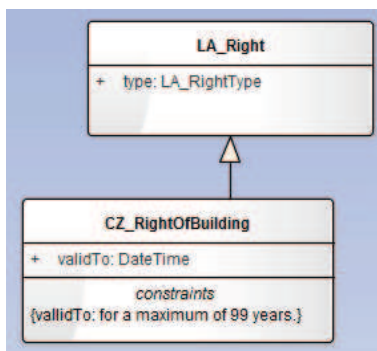 LA_Right
+ type: LA_RightType
CZ_RightOfBuilding
+ validTo: DateTime
constraints
{vallidTo: for a maximum of 99 years.}